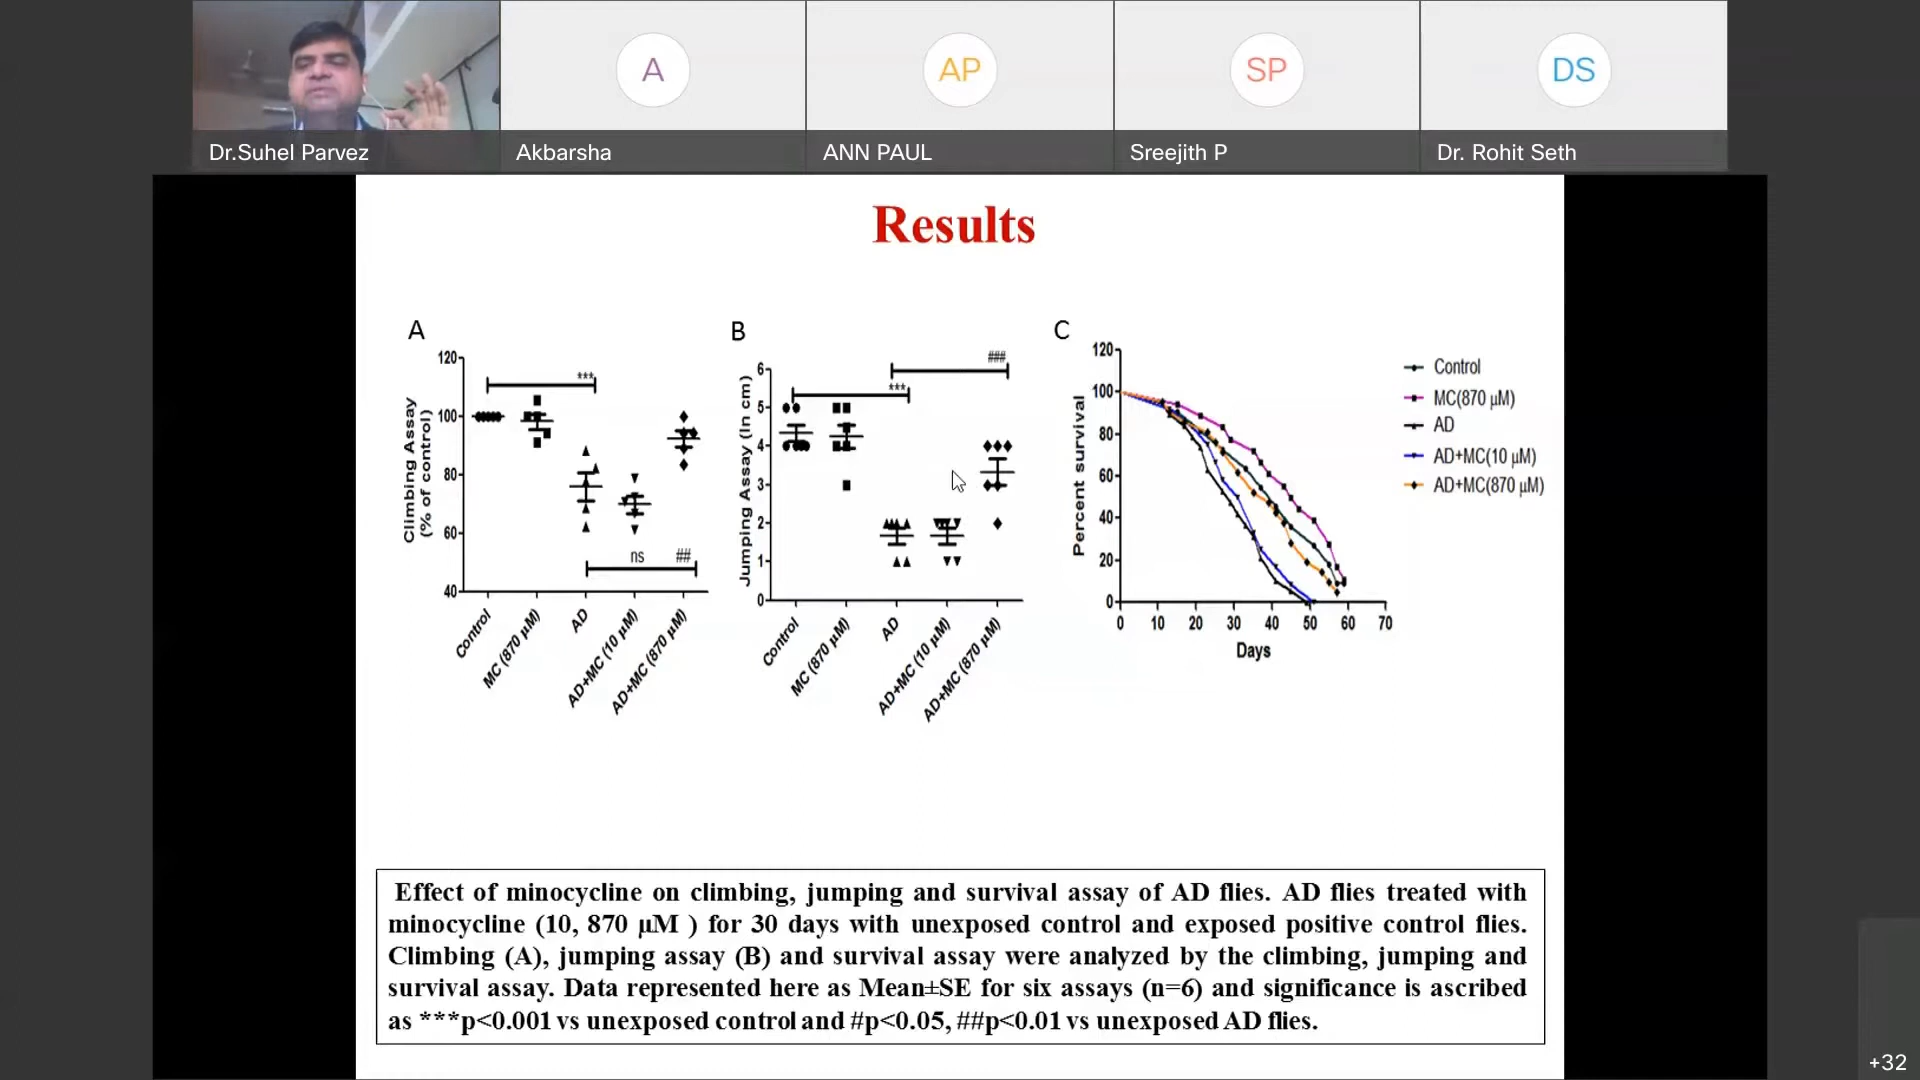 A
AP
SP
DS
Dr.Suhel Parvez
Akbarsha
ANN PAUL
Sreejith P
Dr. Rohit Seth
Results
A
120
100
80
60
40
Climbing Assay
(% of control)
***
ns
##
Control
MC (870 µM)
AD
AD+MC (10 µM)
AD+MC (870 µM)
B
6
5
4
3
2
1
0
Jumping Assay (In cm)
***
###
Control
MC (870 µM)
AD
AD+MC (10 µM)
AD+MC (870 µM)
C
120
100
80
60
40
20
0
Percent survival
0 10 20 30 40 50 60 70
Days
Control
MC(870 µM)
AD
AD+MC(10 µM)
AD+MC(870 µM)
Effect of minocycline on climbing, jumping and survival assay of AD flies. AD flies treated with
minocycline (10, 870 µM ) for 30 days with unexposed control and exposed positive control flies.
Climbing (A), jumping assay (B) and survival assay were analyzed by the climbing, jumping and
survival assay. Data represented here as Mean±SE for six assays (n=6) and significance is ascribed
as ***p<0.001 vs unexposed control and #p<0.05, ##p<0.01 vs unexposed AD flies.
+32